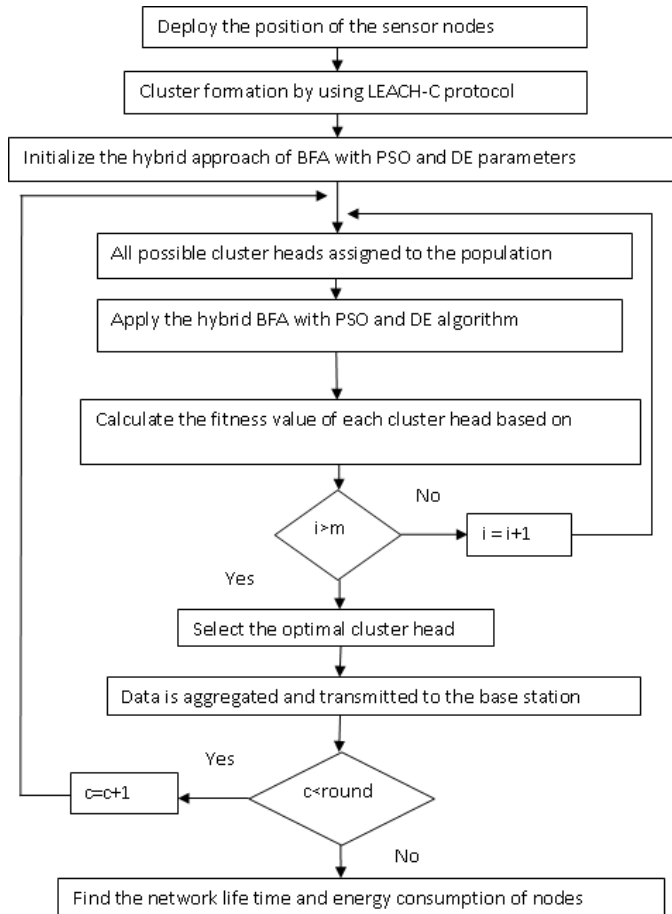 Deploy the position of the sensor nodes
Cluster formation by using LEACH-C protocol
Initialize the hybrid approach of BFA with PSO and DE parameters
All possible cluster heads assigned to the population
Apply the hybrid BFA with PSO and DE algorithm
Calculate the fitness value of each cluster head based on
No
i>m
i = i+1
Yes
Select the optimal cluster head
Data is aggregated and transmitted to the base station
Yes
c=c+1
c<round
No
Find the network life time and energy consumption of nodes